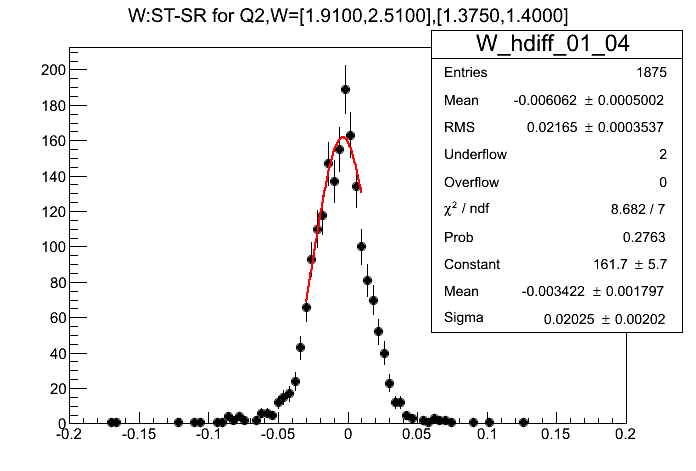 W:ST-SR for Q2,W=[1.9100,2.5100],[1.3750,1.4000]
W_hdiff_01_04
Entries 1875
Mean -0.006062 ± 0.0005002
RMS 0.02165 ± 0.0003537
Underflow 2
Overflow 0
χ² / ndf 8.682 / 7
Prob 0.2763
Constant 161.7 ± 5.7
Mean -0.003422 ± 0.001797
Sigma 0.02025 ± 0.00202
200
180
160
140
120
100
80
60
40
20
0
-0.2 -0.15 -0.1 -0.05 0 0.05 0.1 0.15 0.2